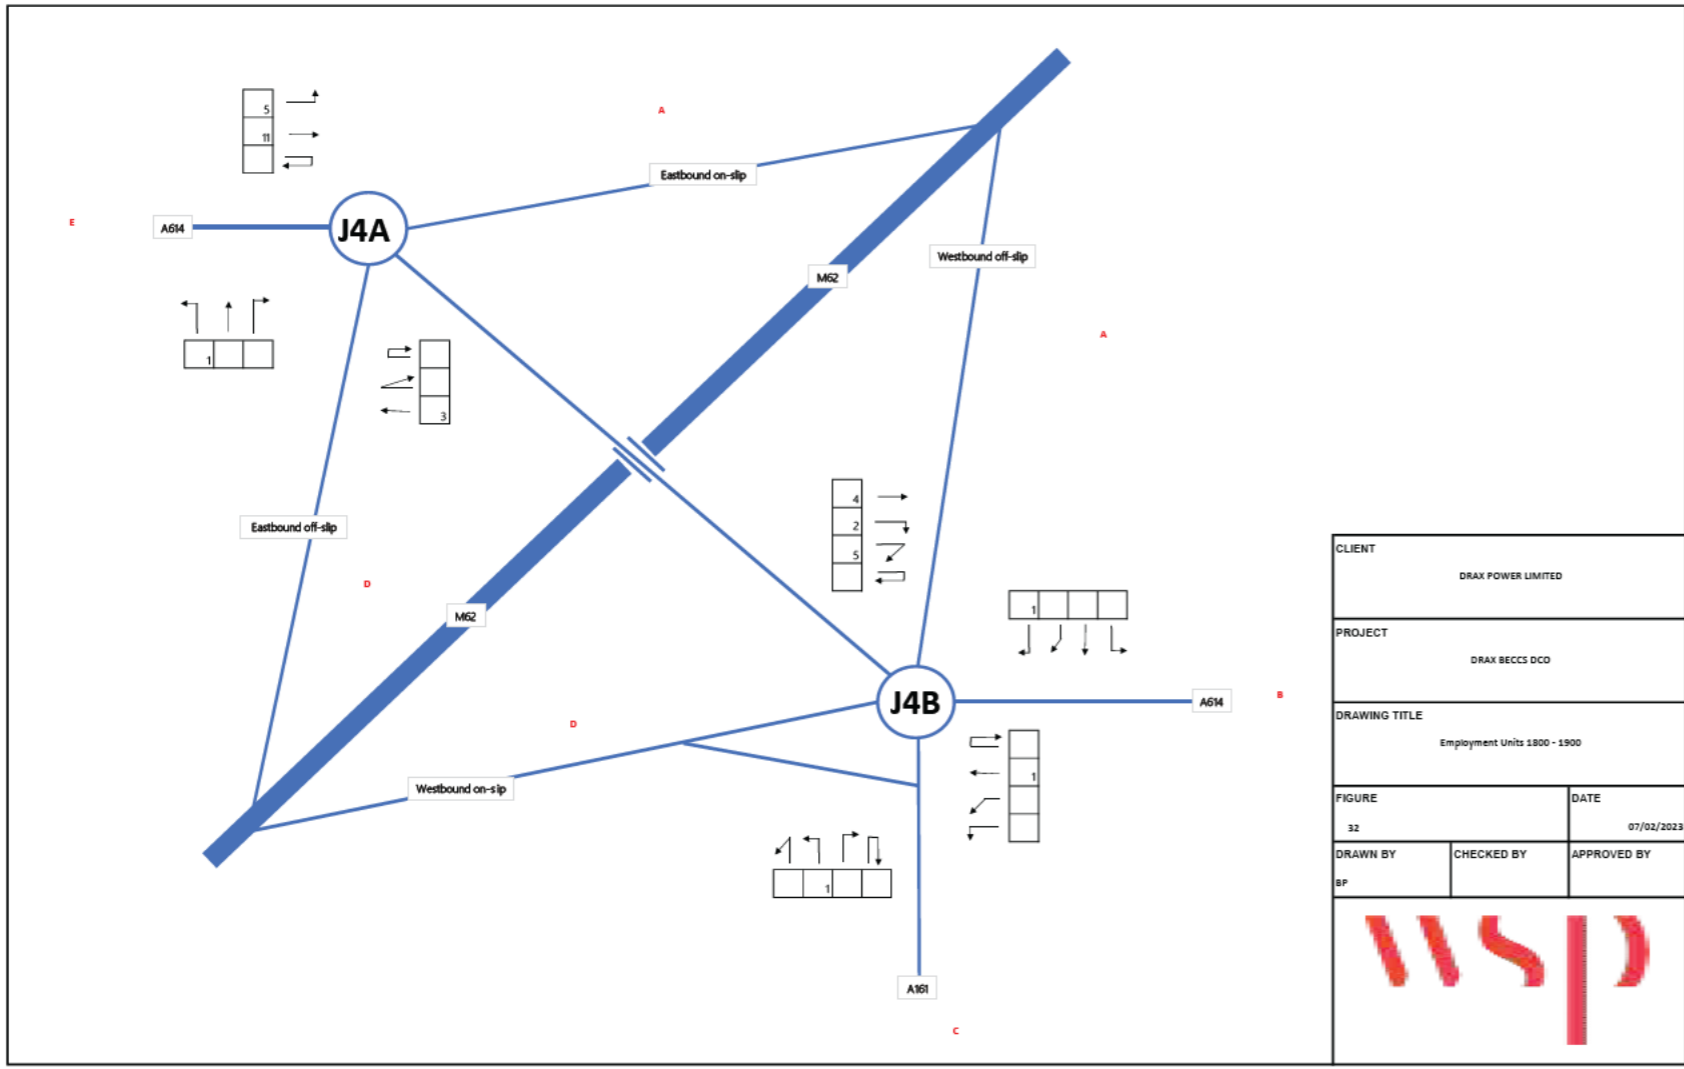 5
A
11
Eastbound on-slip
E
A614
J4A
Westbound off-slip
M62
A
1
3
4
2
5
Eastbound off-slip
D
M62
1
B
A614
J4B
D
1
Westbound on-slip
1
A161
C
CLIENT
DRAX POWER LIMITED
PROJECT
DRAX BECCS DCO
DRAWING TITLE
Employment Units 1800 - 1900
FIGURE
DATE
32
07/02/2023
DRAWN BY
CHECKED BY
APPROVED BY
BP
wsp